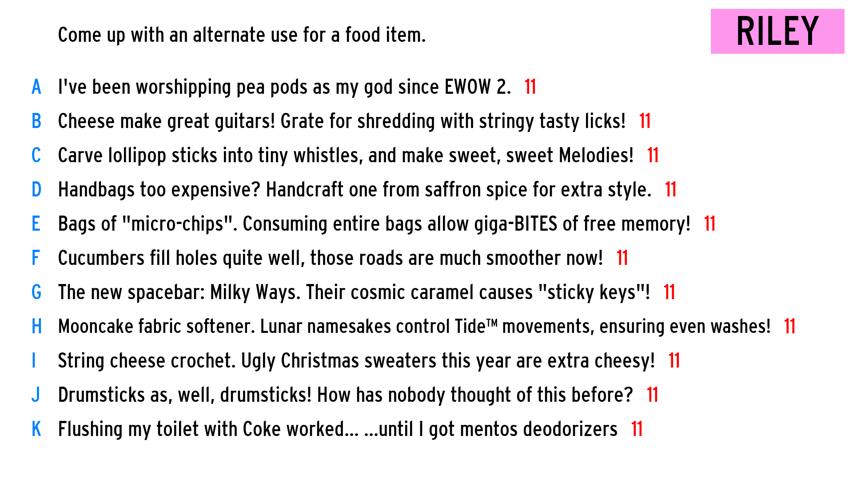 Come up with an alternate use for a food item.
RILEY
A I've been worshipping pea pods as my god since EWOW 2. 11
B Cheese make great guitars! Grate for shredding with stringy tasty licks! 11
C Carve lollipop sticks into tiny whistles, and make sweet, sweet Melodies! 11
D Handbags too expensive? Handcraft one from saffron spice for extra style. 11
E Bags of "micro-chips". Consuming entire bags allow giga-BITES of free memory! 11
F Cucumbers fill holes quite well, those roads are much smoother now! 11
G The new spacebar: Milky Ways. Their cosmic caramel causes "sticky keys"! 11
H Mooncake fabric softener. Lunar namesakes control Tide™ movements, ensuring even washes! 11
I String cheese crochet. Ugly Christmas sweaters this year are extra cheesy! 11
J Drumsticks as, well, drumsticks! How has nobody thought of this before? 11
K Flushing my toilet with Coke worked... ...until I got mentos deodorizers 11